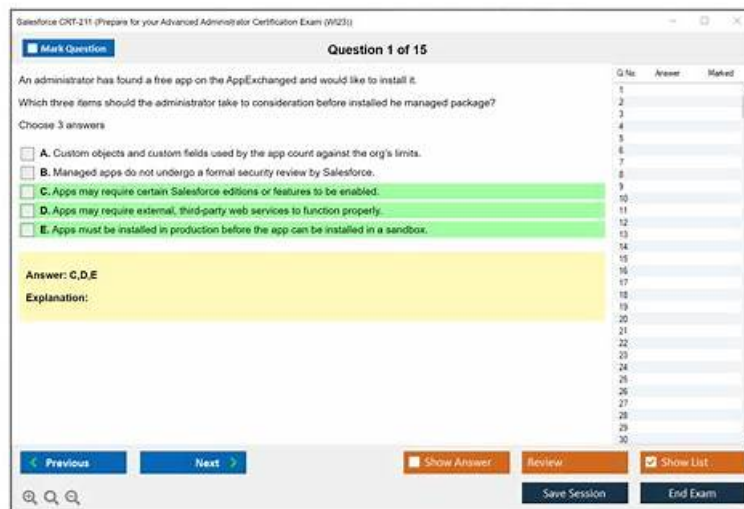 Salesforce CRT-211 (Prepare for your Advanced Administrator Certification Exam (WI23))
Mark Question
Question 1 of 15
An administrator has found a free app on the AppExchanged and would like to install it.
Which three items should the administrator take to consideration before installed he managed package?
Choose 3 answers
A. Custom objects and custom fields used by the app count against the org's limits.
B. Managed apps do not undergo a formal security review by Salesforce.
C. Apps may require certain Salesforce editions or features to be enabled.
D. Apps may require external, third-party web services to function properly.
E. Apps must be installed in production before the app can be installed in a sandbox.
Answer: C,D,E
Explanation:
Q.No Answer Marked
1
2
3
4
5
6
7
8
9
10
11
12
13
14
15
16
17
18
19
20
21
22
23
24
25
26
27
28
29
30
Previous
Next
Show Answer
Review
Show List
Save Session
End Exam